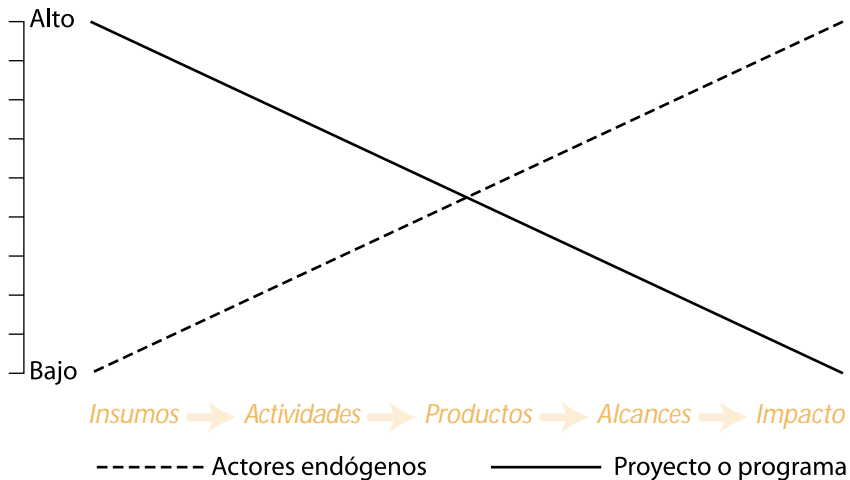 Alto
Bajo
Insumos Actividades Productos Alcances Impacto
Actores endógenos Proyecto o programa